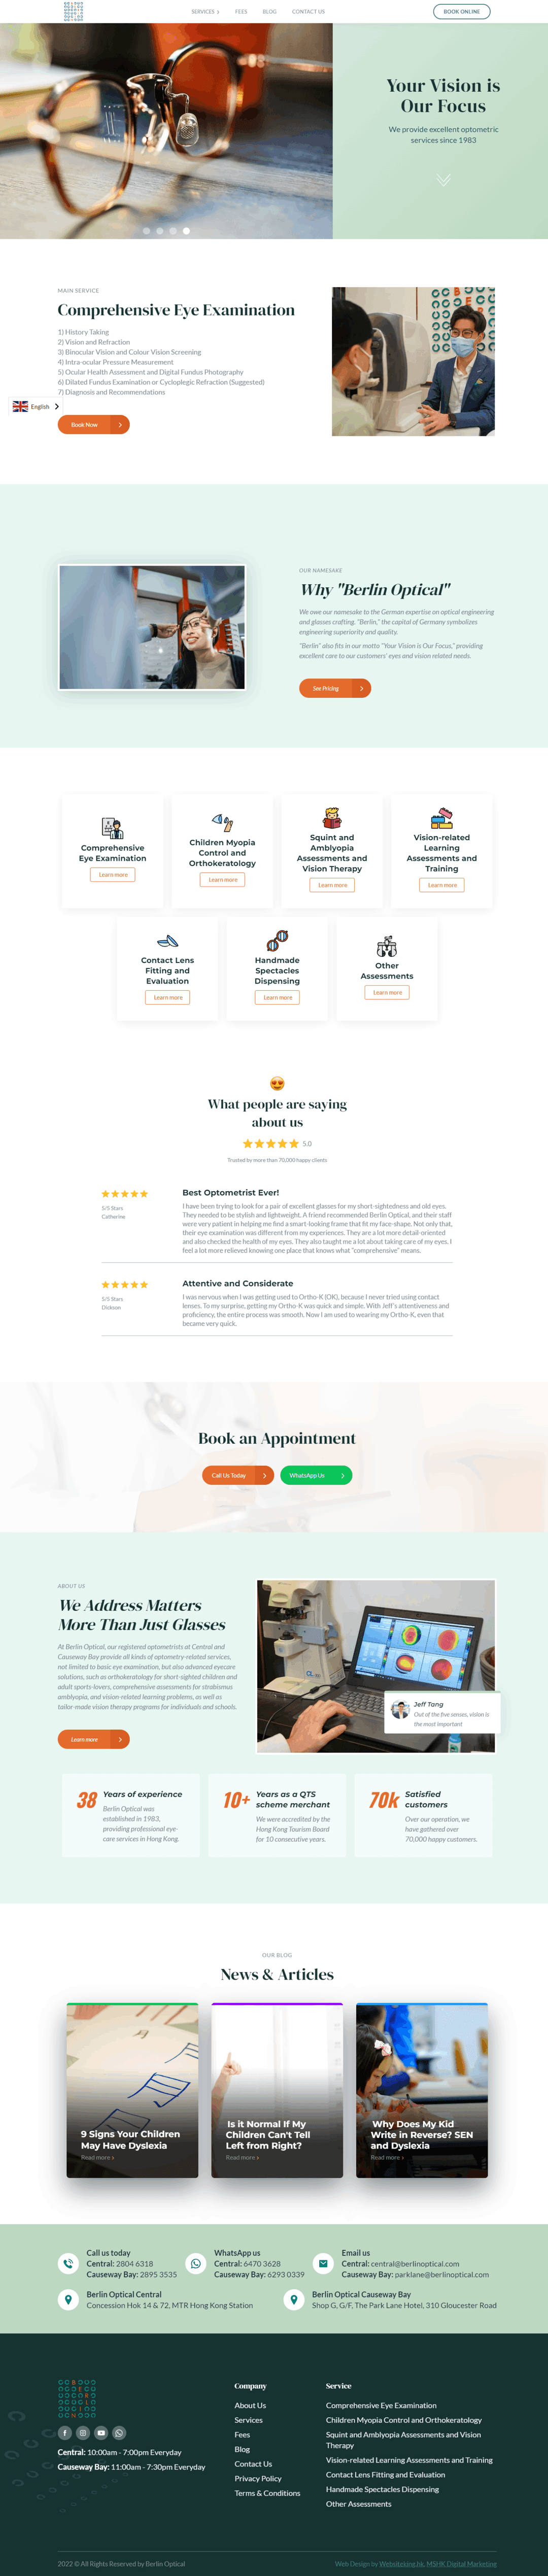 SERVICES
FEES
BLOG
CONTACT US
BOOK ONLINE
Your Vision is
Our Focus
We provide excellent optometric
services since 1983
MAIN SERVICE
Comprehensive Eye Examination
1) History Taking
2) Vision and Refraction
3) Binocular Vision and Colour Vision Screening
4) Intra-ocular Pressure Measurement
5) Ocular Health Assessment and Digital Fundus Photography
6) Dilated Fundus Examination or Cycloplegic Refraction (Suggested)
7) Diagnosis and Recommendations
English
Book Now
OUR NAMESAKE
Why "Berlin Optical"
We owe our namesake to the German expertise on optical engineering
and glasses crafting. "Berlin," the capital of Germany symbolizes
engineering superiority and quality.
"Berlin" also fits in our motto "Your Vision is Our Focus," providing
excellent care to our customers' eyes and vision related needs.
See Pricing
Comprehensive
Eye Examination
Learn more
Children Myopia
Control and
Orthokeratology
Learn more
Squint and
Amblyopia
Assessments and
Vision Therapy
Learn more
Vision-related
Learning
Assessments and
Training
Learn more
Contact Lens
Fitting and
Evaluation
Learn more
Handmade
Spectacles
Dispensing
Learn more
Other
Assessments
Learn more
What people are saying
about us
5.0
Trusted by more than 70,000 happy clients
5/5 Stars
Catherine
Best Optometrist Ever!
I have been trying to look for a pair of excellent glasses for my short-sightedness and old eyes.
They needed to be stylish and lightweight. A friend recommended Berlin Optical, and their staff
were very patient in helping me find a smart-looking frame that fit my face-shape. Not only that,
their eye examination was different from my experiences. They are a lot more detail-oriented
and also checked the health of my eyes. They also taught me a lot about taking care of my eyes. I
feel a lot more relieved knowing one place that knows what "comprehensive" means.
5/5 Stars
Dickson
Attentive and Considerate
I was nervous when I was getting used to Ortho-K (OK), because I never tried using contact
lenses. To my surprise, getting my Ortho-K was quick and simple. With Jeff's attentiveness and
proficiency, the entire process was smooth. Now I am used to wearing my Ortho-K, even that
became very quick.
Book an Appointment
Call Us Today
WhatsApp Us
ABOUT US
We Address Matters
More Than Just Glasses
At Berlin Optical, our registered optometrists at Central and
Causeway Bay provide all kinds of optometry-related services,
not limited to basic eye examination, but also advanced eyecare
solutions, such as orthokeratology for short-sighted children and
adult sports-lovers, comprehensive assessments for strabismus
amblyopia, and vision-related learning problems, as well as
tailor-made vision therapy programs for individuals and schools.
Learn more
Jeff Tang
Out of the five senses, vision is
the most important
38
Years of experience
Berlin Optical was
established in 1983,
providing professional eye-
care services in Hong Kong.
10+
Years as a QTS
scheme merchant
We were accredited by the
Hong Kong Tourism Board
for 10 consecutive years.
70k
Satisfied
customers
Over our operation, we
have gathered over
70,000 happy customers.
OUR BLOG
News & Articles
9 Signs Your Children
May Have Dyslexia
Read more
Is it Normal If My
Children Can't Tell
Left from Right?
Read more
Why Does My Kid
Write in Reverse? SEN
and Dyslexia
Read more
Call us today
Central: 2804 6318
Causeway Bay: 2895 3535
WhatsApp us
Central: 6470 3628
Causeway Bay: 6293 0339
Email us
Central: central@berlinoptical.com
Causeway Bay: parklane@berlinoptical.com
Berlin Optical Central
Concession Hok 14 & 72, MTR Hong Kong Station
Berlin Optical Causeway Bay
Shop G, G/F, The Park Lane Hotel, 310 Gloucester Road
Central: 10:00am - 7:00pm Everyday
Causeway Bay: 11:00am - 7:30pm Everyday
Company
About Us
Services
Fees
Blog
Contact Us
Privacy Policy
Terms & Conditions
Service
Comprehensive Eye Examination
Children Myopia Control and Orthokeratology
Squint and Amblyopia Assessments and Vision
Therapy
Vision-related Learning Assessments and Training
Contact Lens Fitting and Evaluation
Handmade Spectacles Dispensing
Other Assessments
2022 © All Rights Reserved by Berlin Optical
Web Design by Websiteking.hk, MSHK Digital Marketing